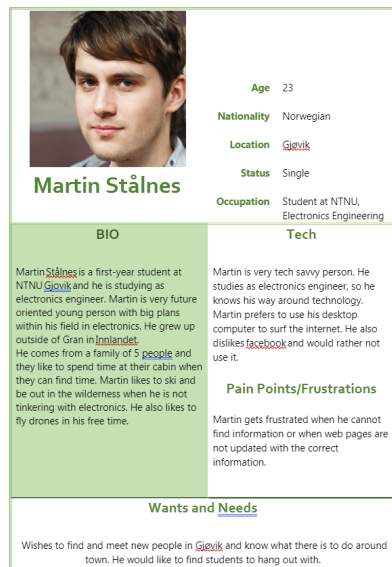 Martin Stålnes
Age 23
Nationality Norwegian
Location Gjøvik
Status Single
Occupation Student at NTNU,
Electronics Engineering
BIO
Martin Stålnes is a first-year student at
NTNU Gjovik and he is studying as
electronics engineer. Martin is very future
oriented young person with big plans
within his field in electronics. He grew up
outside of Gran in Innlandet.
He comes from a family of 5 people and
they like to spend time at their cabin when
they can find time. Martin likes to ski and
be out in the wilderness when he is not
tinkering with electronics. He also likes to
fly drones in his free time.
Tech
Martin is very tech savvy person. He
studies as electronics engineer, so he
knows his way around technology.
Martin prefers to use his desktop
computer to surf the internet. He also
dislikes facebook and would rather not
use it.
Pain Points/Frustrations
Martin gets frustrated when he cannot
find information or when web pages are
not updated with the correct
information.
Wants and Needs
Wishes to find and meet new people in Gjøvik and know what there is to do around
town. He would like to find students to hang out with.